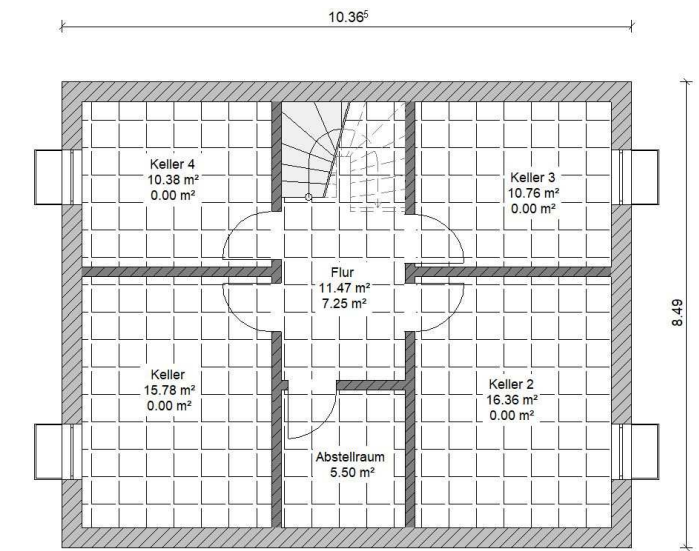 10.36⁵
Keller 4
10.38 m²
0.00 m²
Keller 3
10.76 m²
0.00 m²
Flur
11.47 m²
7.25 m²
8.49
Keller
15.78 m²
0.00 m²
Keller 2
16.36 m²
0.00 m²
Abstellraum
5.50 m²